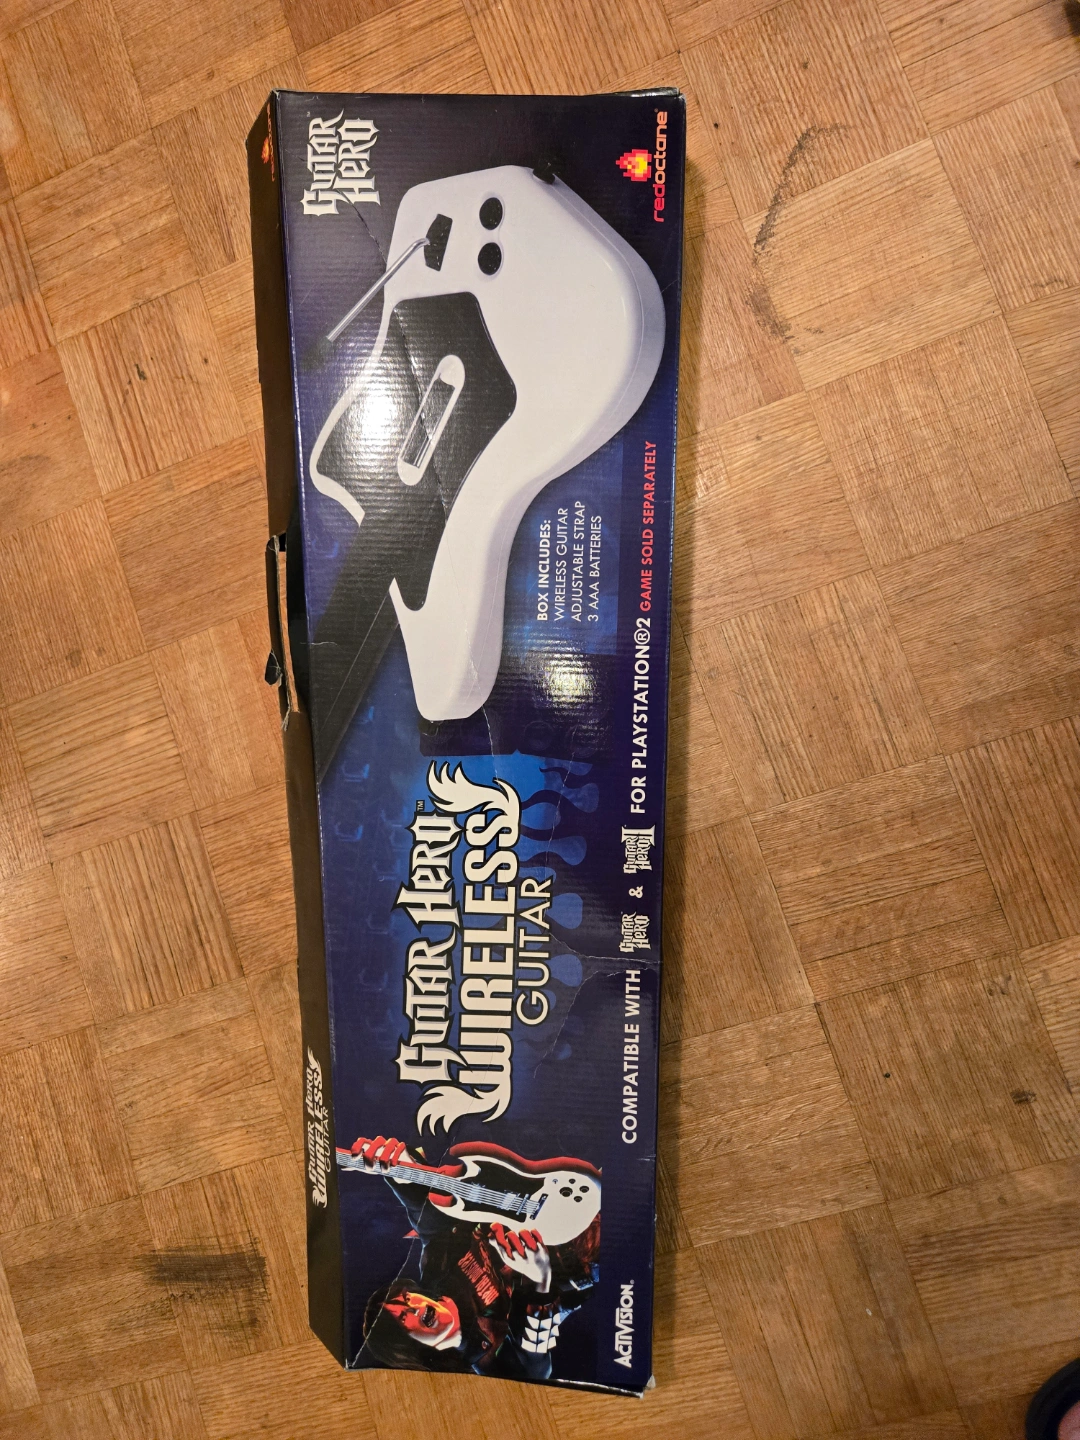 GUITAR
HERO
redoctane
BOX INCLUDES:
WIRELESS GUITAR
ADJUSTABLE STRAP
3 AAA BATTERIES
GUITAR HERO™
WIRELESS
GUITAR
COMPATIBLE WITH GUITAR HERO & GUITAR HERO II FOR PLAYSTATION®2 GAME SOLD SEPARATELY
ACTIVISION®
GUITAR HERO
WIRELESS
GUITAR